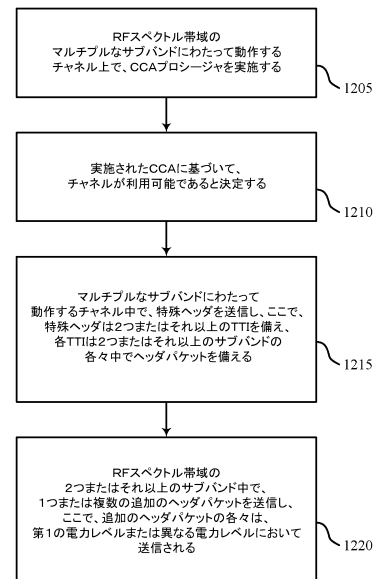 RFスペクトル帯域の
マルチプルなサブバンドにわたって動作する
チャネル上で、CCAプロシージャを実施する
1205
実施されたCCAに基づいて、
チャネルが利用可能であると決定する
1210
マルチプルなサブバンドにわたって
動作するチャネル中で、特殊ヘッダを送信し、ここで、
特殊ヘッダは2つまたはそれ以上のTTIを備え、
各TTIは2つまたはそれ以上のサブバンドの
各々中でヘッダパケットを備える
1215
RFスペクトル帯域の
2つまたはそれ以上のサブバンド中で、
1つまたは複数の追加のヘッダパケットを送信し、
ここで、追加のヘッダパケットの各々は、
第1の電力レベルまたは異なる電力レベルにおいて
送信される
1220